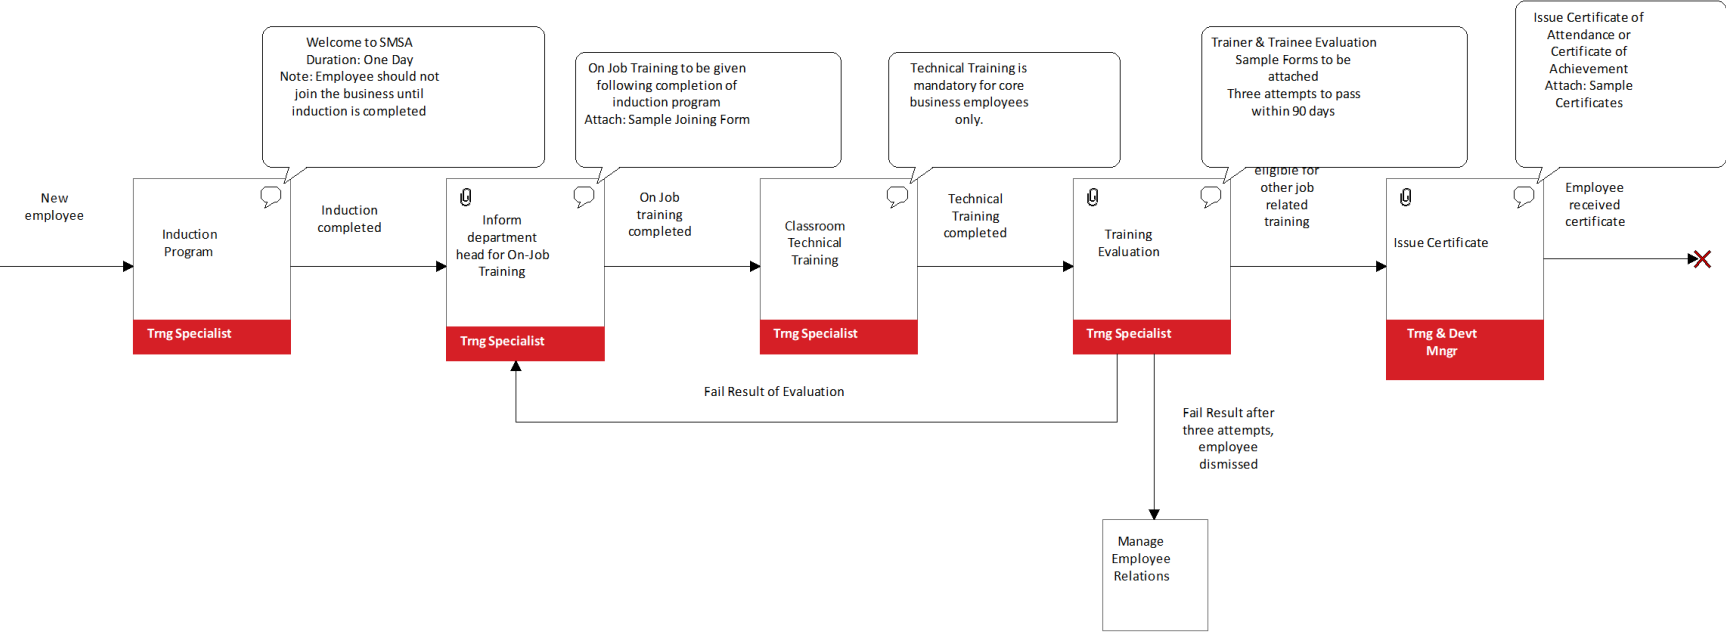 Welcome to SMSA
Duration: One Day
Note: Employee should not
join the business until
induction is completed
On Job Training to be given
following completion of
induction program
Attach: Sample Joining Form
Technical Training is
mandatory for core
business employees
only.
Trainer & Trainee Evaluation
Sample Forms to be
attached
Three attempts to pass
within 90 days
Issue Certificate of
Attendance or
Certificate of
Achievement
Attach: Sample
Certificates
New
employee
Induction
Program
Trng Specialist
Induction
completed
Inform
department
head for On-Job
Training
Trng Specialist
On Job
training
completed
Classroom
Technical
Training
Trng Specialist
Technical
Training
completed
Training
Evaluation
Trng Specialist
eligible for
other job
related
training
Issue Certificate
Trng & Devt
Mngr
Employee
received
certificate
Fail Result of Evaluation
Fail Result after
three attempts,
employee
dismissed
Manage
Employee
Relations